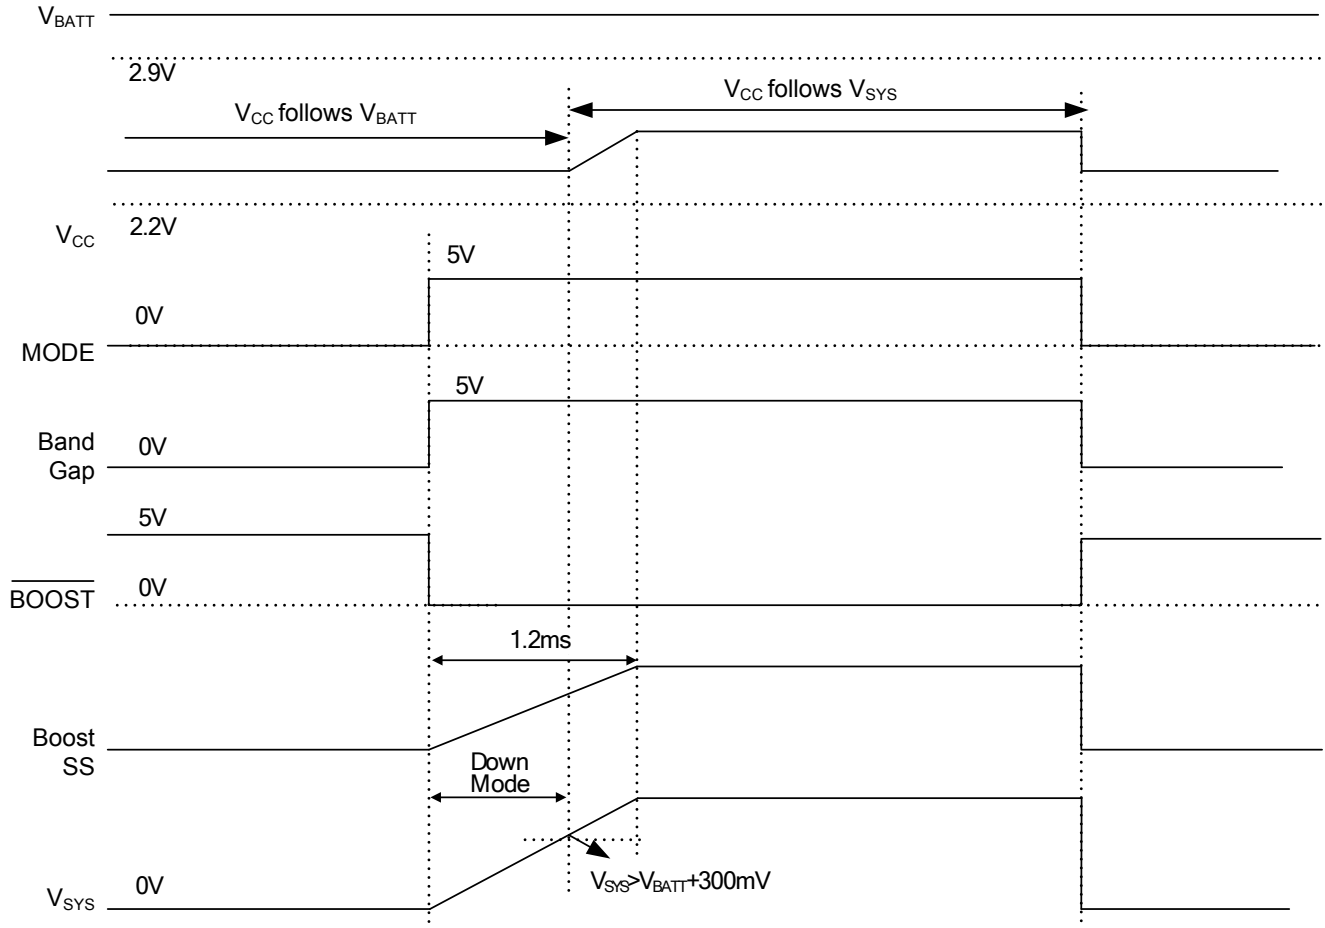 VBATT
2.9V
VCC follows VBATT
VCC follows VSYS
VCC
2.2V
5V
0V
MODE
5V
Band
Gap
0V
5V
BOOST
0V
1.2ms
Boost
SS
Down
Mode
VSYS
0V
VSYS>VBATT+300mV